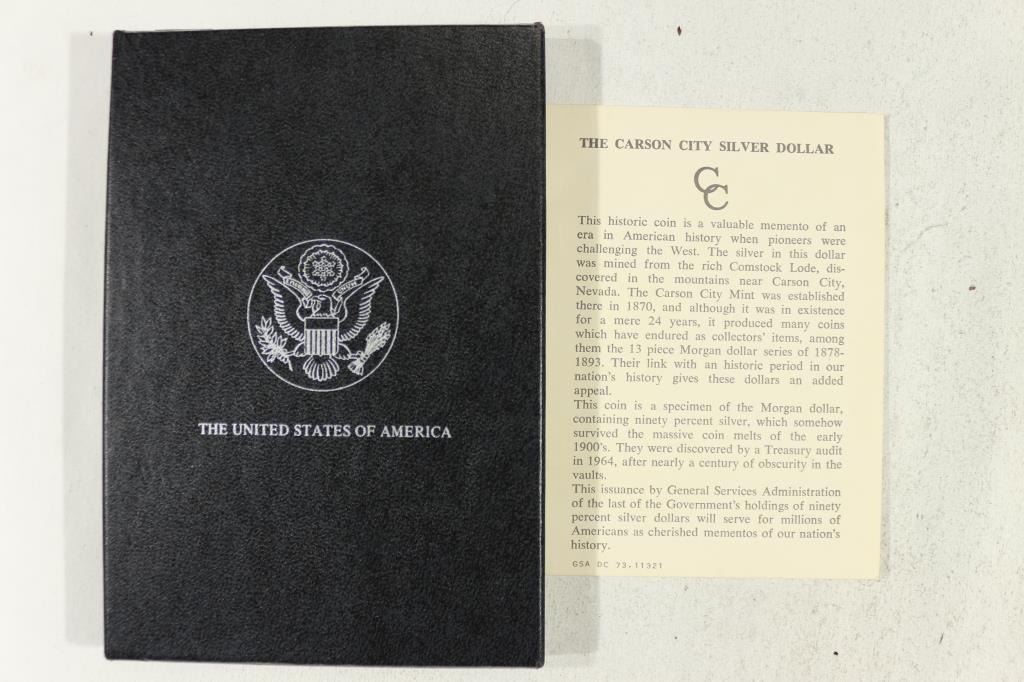 THE UNITED STATES OF AMERICA
THE CARSON CITY SILVER DOLLAR
CC
This historic coin is a valuable memento of an
era in American history when pioneers were
challenging the West. The silver in this dollar
was mined from the rich Comstock Lode, dis-
covered in the mountains near Carson City,
Nevada. The Carson City Mint was established
there in 1870, and although it was in existence
for a mere 24 years, it produced many coins
which have endured as collectors' items, among
them the 13 piece Morgan dollar series of 1878-
1893. Their link with an historic period in our
nation's history gives these dollars an added
appeal.
This coin is a specimen of the Morgan dollar,
containing ninety percent silver, which somehow
survived the massive coin melts of the early
1900's. They were discovered by a Treasury audit
in 1964, after nearly a century of obscurity in the
vaults.
This issuance by General Services Administration
of the last of the Government's holdings of ninety
percent silver dollars will serve for millions of
Americans as cherished mementos of our nation's
history.
GSA DC 73-11321